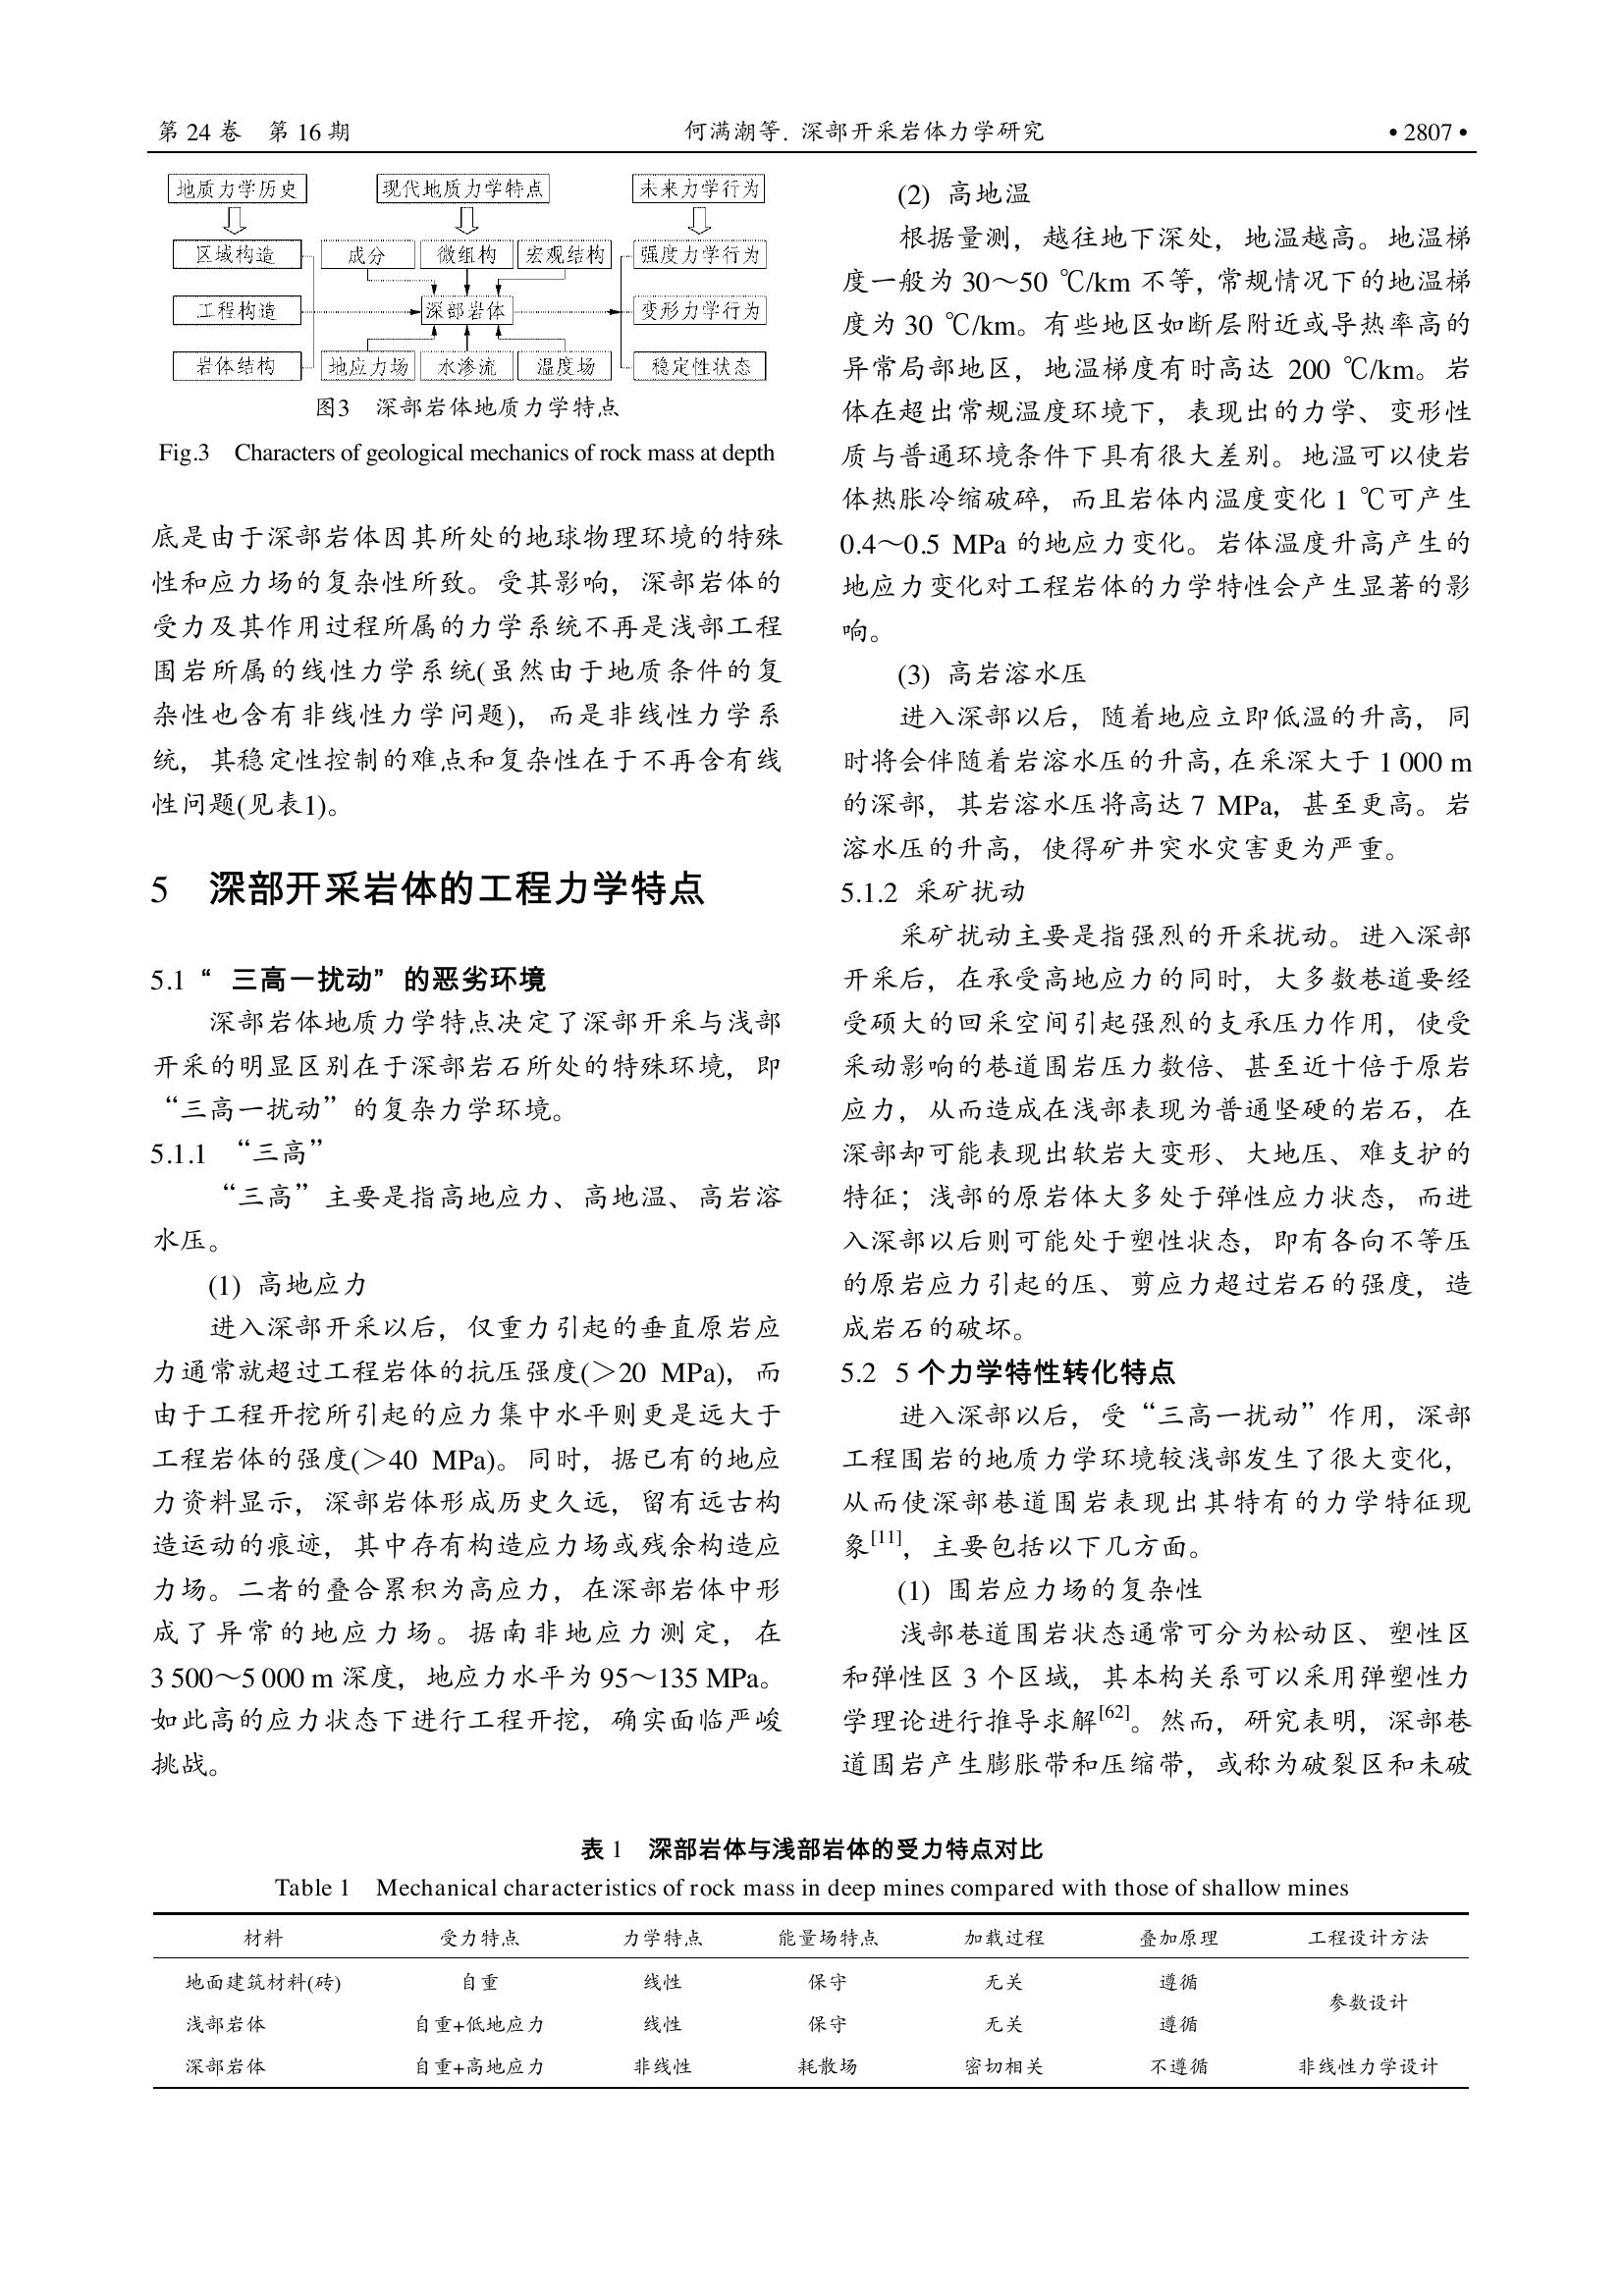 第 24 卷　第 16 期　何满潮等. 深部开采岩体力学研究　• 2807 •
地质力学历史　现代地质力学特点　未来力学行为
区域构造　成分　微组构　宏观结构　强度力学行为
工程构造　深部岩体　变形力学行为
岩体结构　地应力场　水渗流　温度场　稳定性状态
图3　深部岩体地质力学特点
Fig.3　Characters of geological mechanics of rock mass at depth
底是由于深部岩体因其所处的地球物理环境的特殊
性和应力场的复杂性所致。受其影响，深部岩体的
受力及其作用过程所属的力学系统不再是浅部工程
围岩所属的线性力学系统(虽然由于地质条件的复
杂性也含有非线性力学问题)，而是非线性力学系
统，其稳定性控制的难点和复杂性在于不再含有线
性问题(见表1)。
5　深部开采岩体的工程力学特点
5.1 “三高一扰动”的恶劣环境
深部岩体地质力学特点决定了深部开采与浅部
开采的明显区别在于深部岩石所处的特殊环境，即
“三高一扰动”的复杂力学环境。
5.1.1 “三高”
“三高”主要是指高地应力、高地温、高岩溶
水压。
(1) 高地应力
进入深部开采以后，仅重力引起的垂直原岩应
力通常就超过工程岩体的抗压强度(＞20 MPa)，而
由于工程开挖所引起的应力集中水平则更是远大于
工程岩体的强度(＞40 MPa)。同时，据已有的地应
力资料显示，深部岩体形成历史久远，留有远古构
造运动的痕迹，其中存有构造应力场或残余构造应
力场。二者的叠合累积为高应力，在深部岩体中形
成了异常的地应力场。据南非地应力测定，在
3 500～5 000 m 深度，地应力水平为 95～135 MPa。
如此高的应力状态下进行工程开挖，确实面临严峻
挑战。
(2) 高地温
根据量测，越往地下深处，地温越高。地温梯
度一般为 30～50 ℃/km 不等，常规情况下的地温梯
度为 30 ℃/km。有些地区如断层附近或导热率高的
异常局部地区，地温梯度有时高达 200 ℃/km。岩
体在超出常规温度环境下，表现出的力学、变形性
质与普通环境条件下具有很大差别。地温可以使岩
体热胀冷缩破碎，而且岩体内温度变化 1 ℃可产生
0.4～0.5 MPa 的地应力变化。岩体温度升高产生的
地应力变化对工程岩体的力学特性会产生显著的影
响。
(3) 高岩溶水压
进入深部以后，随着地应立即低温的升高，同
时将会伴随着岩溶水压的升高，在采深大于 1 000 m
的深部，其岩溶水压将高达 7 MPa，甚至更高。岩
溶水压的升高，使得矿井突水灾害更为严重。
5.1.2 采矿扰动
采矿扰动主要是指强烈的开采扰动。进入深部
开采后，在承受高地应力的同时，大多数巷道要经
受硕大的回采空间引起强烈的支承压力作用，使受
采动影响的巷道围岩压力数倍、甚至近十倍于原岩
应力，从而造成在浅部表现为普通坚硬的岩石，在
深部却可能表现出软岩大变形、大地压、难支护的
特征；浅部的原岩体大多处于弹性应力状态，而进
入深部以后则可能处于塑性状态，即有各向不等压
的原岩应力引起的压、剪应力超过岩石的强度，造
成岩石的破坏。
5.2 5 个力学特性转化特点
进入深部以后，受“三高一扰动”作用，深部
工程围岩的地质力学环境较浅部发生了很大变化，
从而使深部巷道围岩表现出其特有的力学特征现
象[11]，主要包括以下几方面。
(1) 围岩应力场的复杂性
浅部巷道围岩状态通常可分为松动区、塑性区
和弹性区 3 个区域，其本构关系可以采用弹塑性力
学理论进行推导求解[62]。然而，研究表明，深部巷
道围岩产生膨胀带和压缩带，或称为破裂区和未破
表 1　深部岩体与浅部岩体的受力特点对比
Table 1　Mechanical characteristics of rock mass in deep mines compared with those of shallow mines
材料　受力特点　力学特点　能量场特点　加载过程　叠加原理　工程设计方法
地面建筑材料(砖)　自重　线性　保守　无关　遵循　参数设计
浅部岩体　自重+低地应力　线性　保守　无关　遵循
深部岩体　自重+高地应力　非线性　耗散场　密切相关　不遵循　非线性力学设计